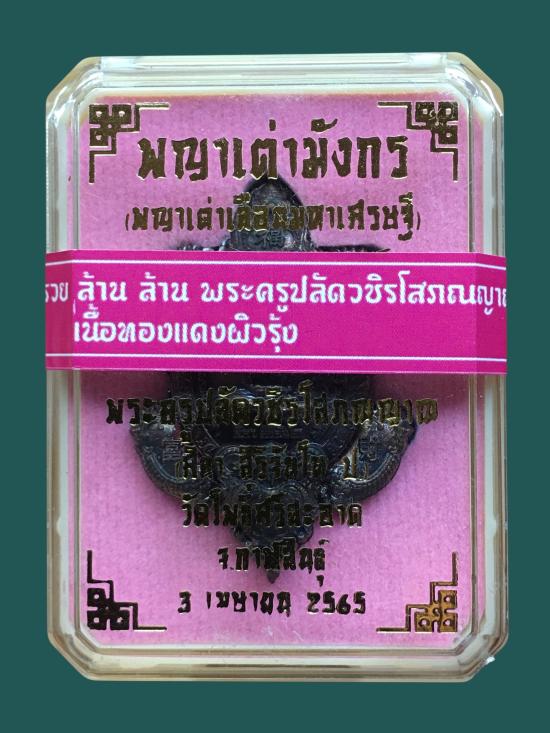 พญาเต่ามังกร
(พญาเต่าเลือนมหาเศรษฐี)
รวย ล้าน ล้าน พระครูปลัดวชิรโสภณญาณ
เนื้อทองแดงผิวรุ้ง
พระครูปลัดวชิรโสภณญาณ
วัดโพธิ์ศรีสะอาด
จ.กาฬสินธุ์
3 เมษายน 2565